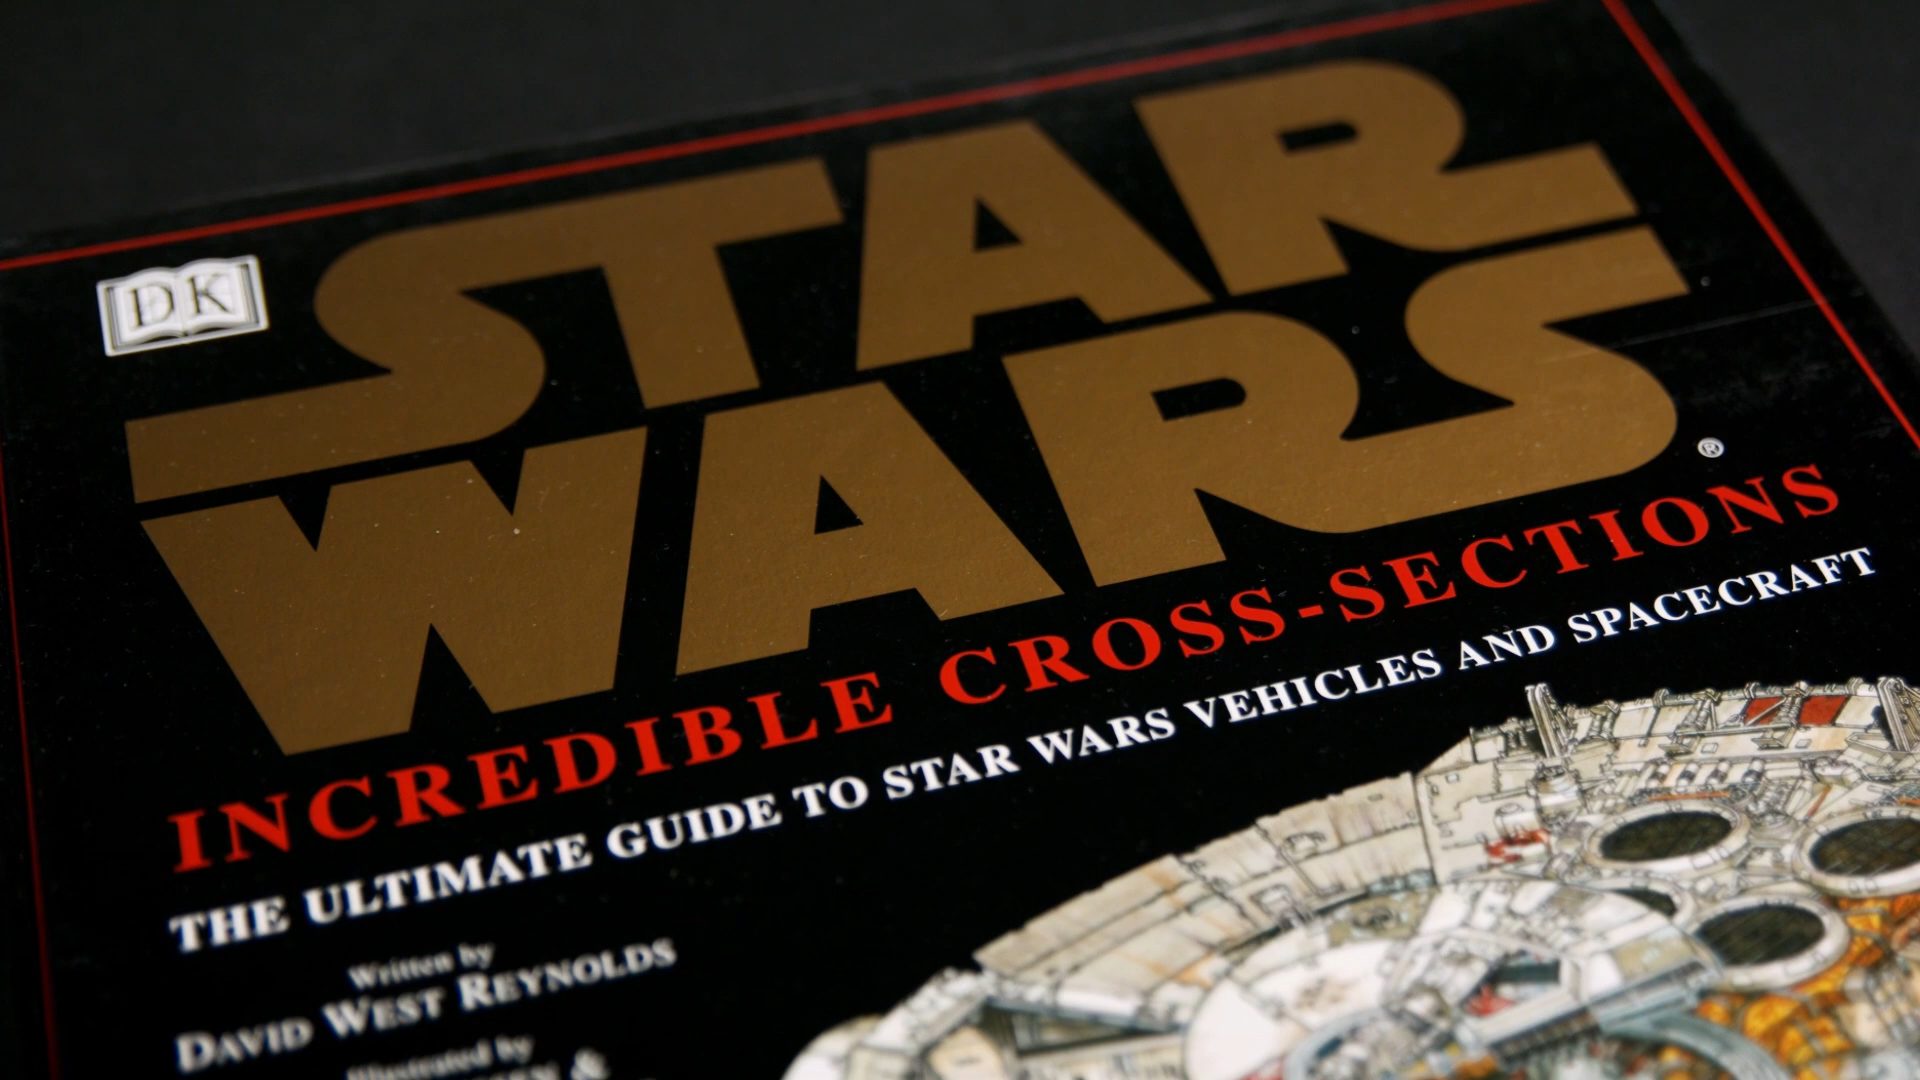 DK
STAR
WARS
®
INCREDIBLE CROSS-SECTIONS
THE ULTIMATE GUIDE TO STAR WARS VEHICLES AND SPACECRAFT
Written by
DAVID WEST REYNOLDS
Illustrated by
&